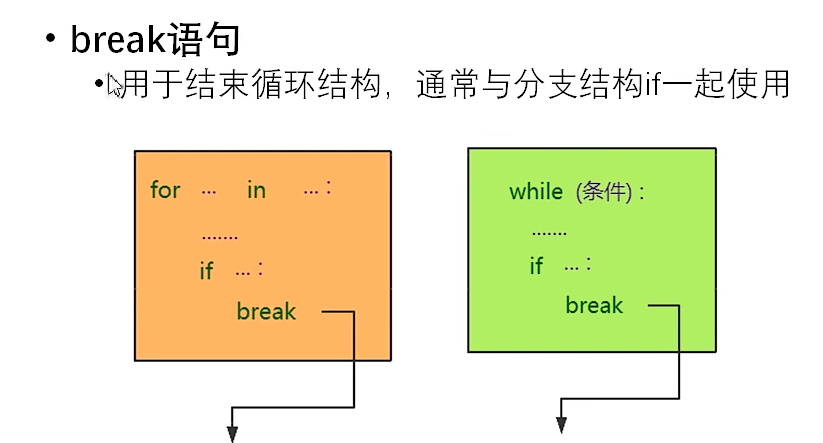 • break语句
•用于结束循环结构，通常与分支结构if一起使用
for ... in ... :
.......
if ... :
break
while (条件) :
.......
if ... :
break